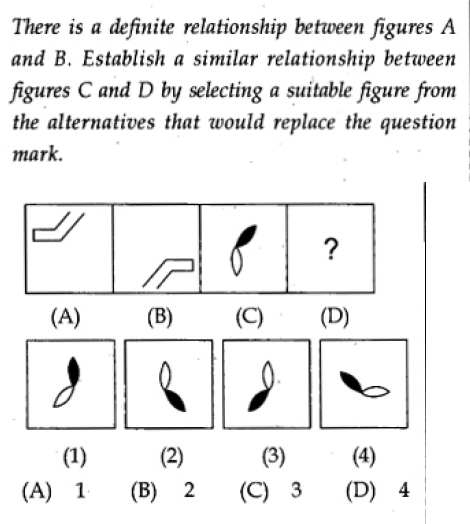 There is a definite relationship between figures A
and B. Establish a similar relationship between
figures C and D by selecting a suitable figure from
the alternatives that would replace the question
mark.
?
(A) (B) (C) (D)
(1) (2) (3) (4)
(A) 1 (B) 2 (C) 3 (D) 4